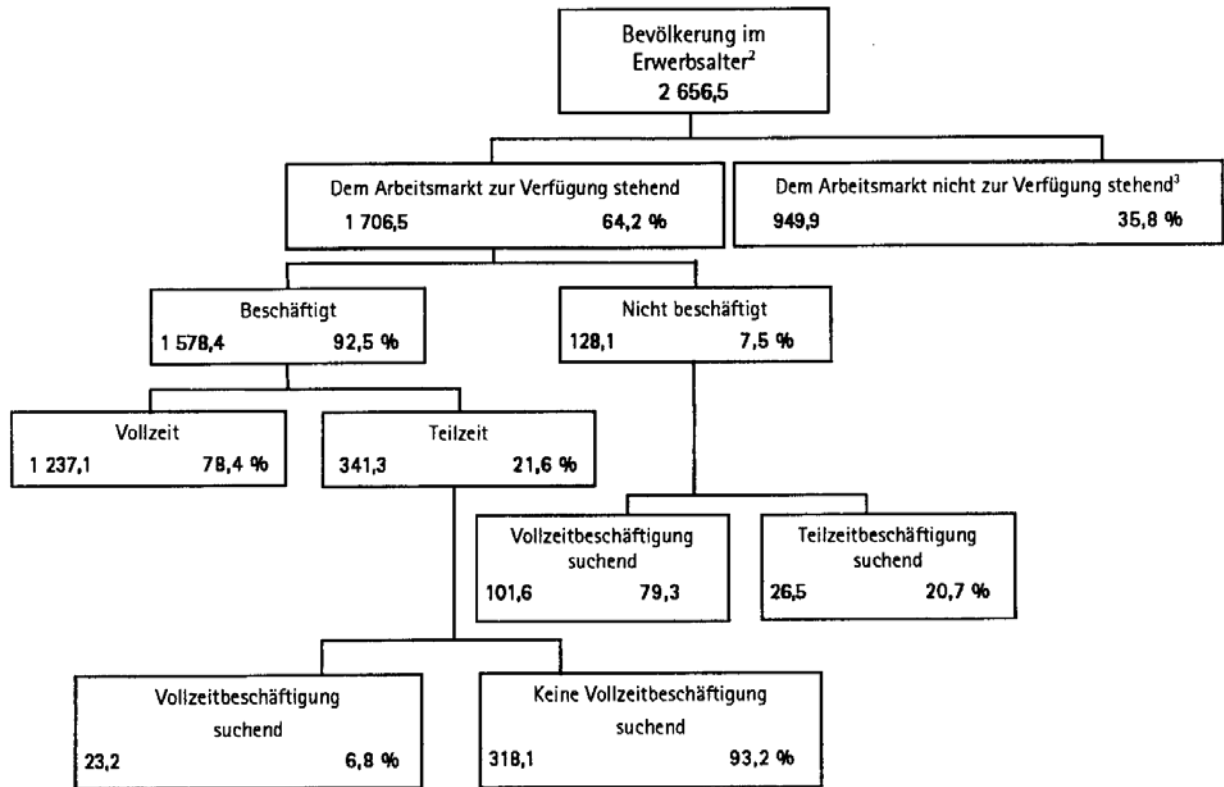 Bevölkerung im
Erwerbsalter²
2 656,5
Dem Arbeitsmarkt zur Verfügung stehend
1 706,5 64,2 %
Dem Arbeitsmarkt nicht zur Verfügung stehend³
949,9 35,8 %
Beschäftigt
1 578,4 92,5 %
Nicht beschäftigt
128,1 7,5 %
Vollzeit
1 237,1 78,4 %
Teilzeit
341,3 21,6 %
Vollzeitbeschäftigung
suchend
101,6 79,3
Teilzeitbeschäftigung
suchend
26,5 20,7 %
Vollzeitbeschäftigung
suchend
23,2 6,8 %
Keine Vollzeitbeschäftigung
suchend
318,1 93,2 %